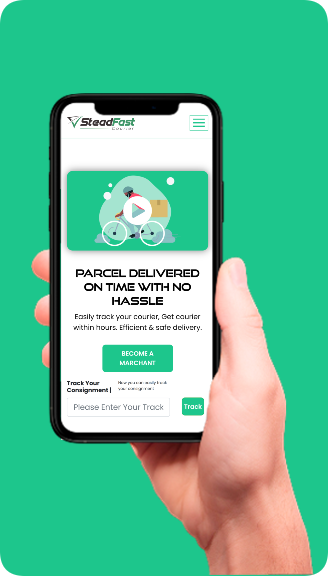 SteadFast
Courier
PARCEL DELIVERED
ON TIME WITH NO
HASSLE
Easily track your courier, Get courier
within hours. Efficient & safe delivery.
BECOME A
MARCHANT
Track Your
Consignment |
Now you can easily track
your consignment
Please Enter Your Track
Track